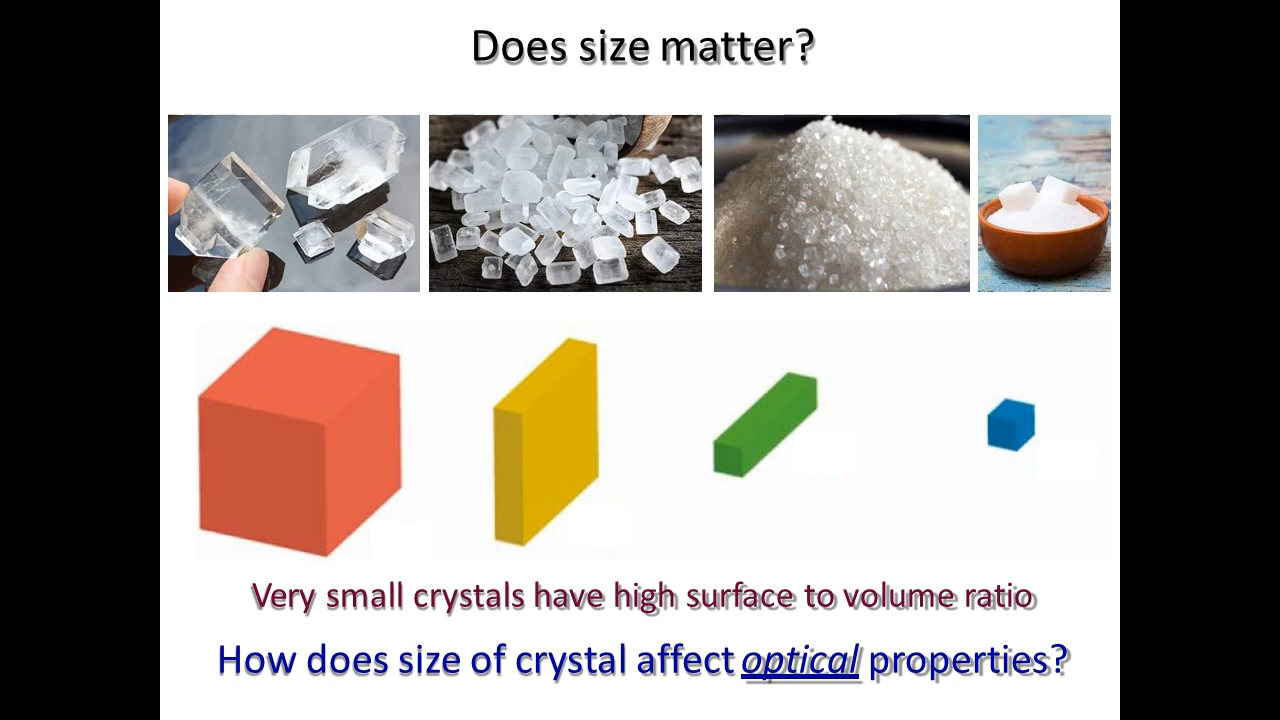 Does size matter?
Very small crystals have high surface to volume ratio
How does size of crystal affect optical properties?